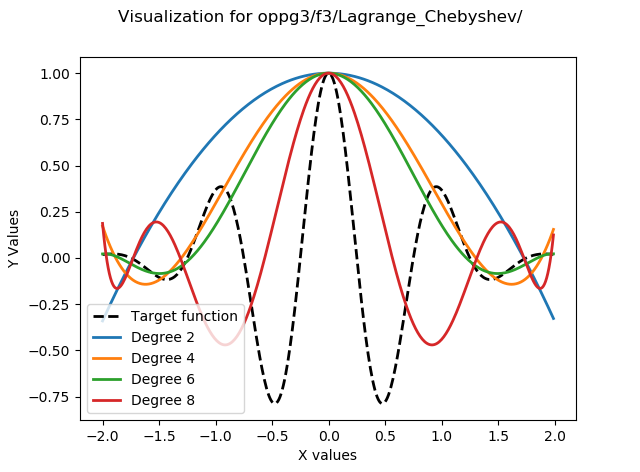 Visualization for oppg3/f3/Lagrange_Chebyshev/
1.00
0.75
0.50
0.25
0.00
−0.25
−0.50
−0.75
Y Values
Target function
Degree 2
Degree 4
Degree 6
Degree 8
−2.0 −1.5 −1.0 −0.5 0.0 0.5 1.0 1.5 2.0
X values